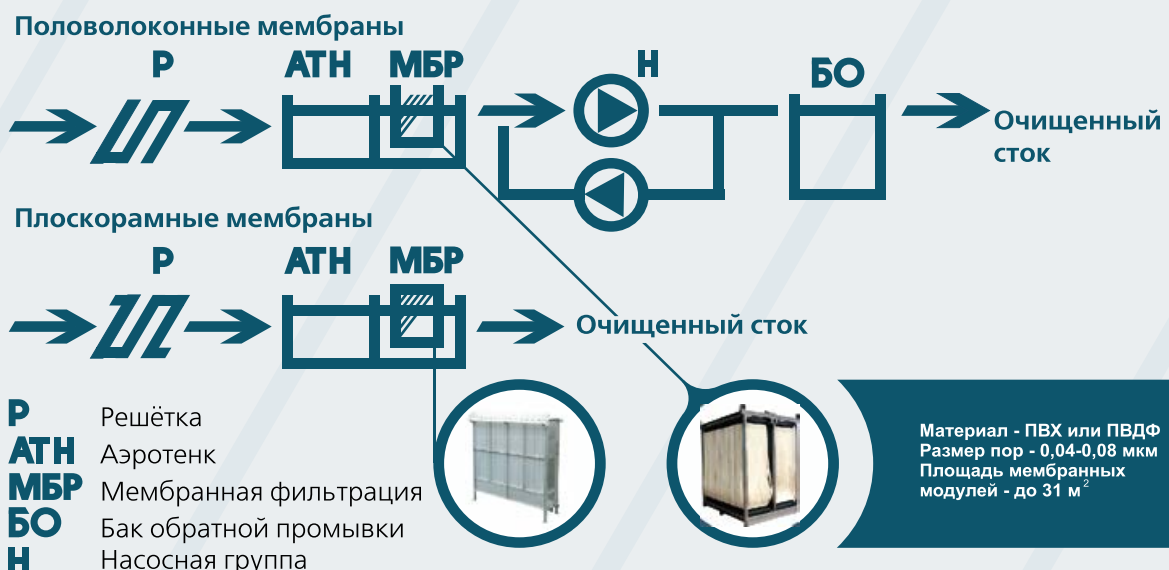 Половолоконные мембраны
Р АТН МБР Н БО
Очищенный
сток
Плоскорамные мембраны
Р АТН МБР
Очищенный сток
Р Решётка
АТН Аэротенк
МБР Мембранная фильтрация
БО Бак обратной промывки
Н Насосная группа
Материал - ПВХ или ПВДФ
Размер пор - 0,04-0,08 мкм
Площадь мембранных
модулей - до 31 м²